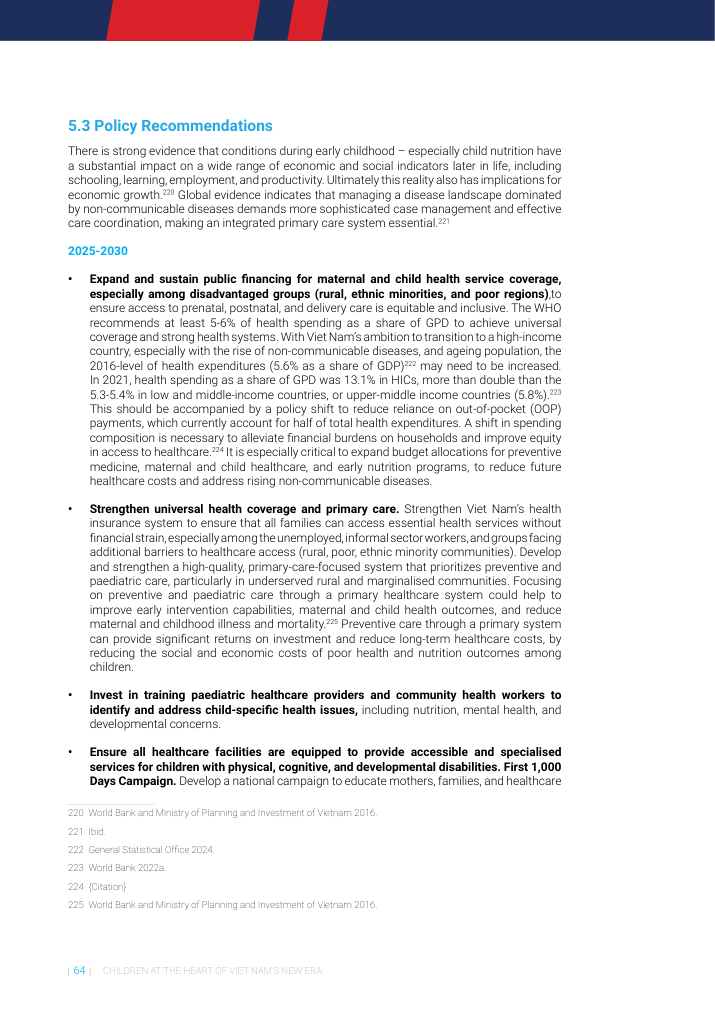 5.3 Policy Recommendations
There is strong evidence that conditions during early childhood – especially child nutrition have
a substantial impact on a wide range of economic and social indicators later in life, including
schooling, learning, employment, and productivity. Ultimately this reality also has implications for
economic growth.220 Global evidence indicates that managing a disease landscape dominated
by non-communicable diseases demands more sophisticated case management and effective
care coordination, making an integrated primary care system essential.221
2025-2030
• Expand and sustain public financing for maternal and child health service coverage,
especially among disadvantaged groups (rural, ethnic minorities, and poor regions),to
ensure access to prenatal, postnatal, and delivery care is equitable and inclusive. The WHO
recommends at least 5-6% of health spending as a share of GPD to achieve universal
coverage and strong health systems. With Viet Nam's ambition to transition to a high-income
country, especially with the rise of non-communicable diseases, and ageing population, the
2016-level of health expenditures (5.6% as a share of GDP)222 may need to be increased.
In 2021, health spending as a share of GPD was 13.1% in HICs, more than double than the
5.3-5.4% in low and middle-income countries, or upper-middle income countries (5.8%).223
This should be accompanied by a policy shift to reduce reliance on out-of-pocket (OOP)
payments, which currently account for half of total health expenditures. A shift in spending
composition is necessary to alleviate financial burdens on households and improve equity
in access to healthcare.224 It is especially critical to expand budget allocations for preventive
medicine, maternal and child healthcare, and early nutrition programs, to reduce future
healthcare costs and address rising non-communicable diseases.
• Strengthen universal health coverage and primary care. Strengthen Viet Nam's health
insurance system to ensure that all families can access essential health services without
financial strain, especially among the unemployed, informal sector workers, and groups facing
additional barriers to healthcare access (rural, poor, ethnic minority communities). Develop
and strengthen a high-quality, primary-care-focused system that prioritizes preventive and
paediatric care, particularly in underserved rural and marginalised communities. Focusing
on preventive and paediatric care through a primary healthcare system could help to
improve early intervention capabilities, maternal and child health outcomes, and reduce
maternal and childhood illness and mortality.225 Preventive care through a primary system
can provide significant returns on investment and reduce long-term healthcare costs, by
reducing the social and economic costs of poor health and nutrition outcomes among
children.
• Invest in training paediatric healthcare providers and community health workers to
identify and address child-specific health issues, including nutrition, mental health, and
developmental concerns.
• Ensure all healthcare facilities are equipped to provide accessible and specialised
services for children with physical, cognitive, and developmental disabilities. First 1,000
Days Campaign. Develop a national campaign to educate mothers, families, and healthcare
220 World Bank and Ministry of Planning and Investment of Vietnam 2016.
221 Ibid.
222 General Statistical Office 2024.
223 World Bank 2022a.
224 {Citation}
225 World Bank and Ministry of Planning and Investment of Vietnam 2016.
| 64 | CHILDREN AT THE HEART OF VIET NAM'S NEW ERA